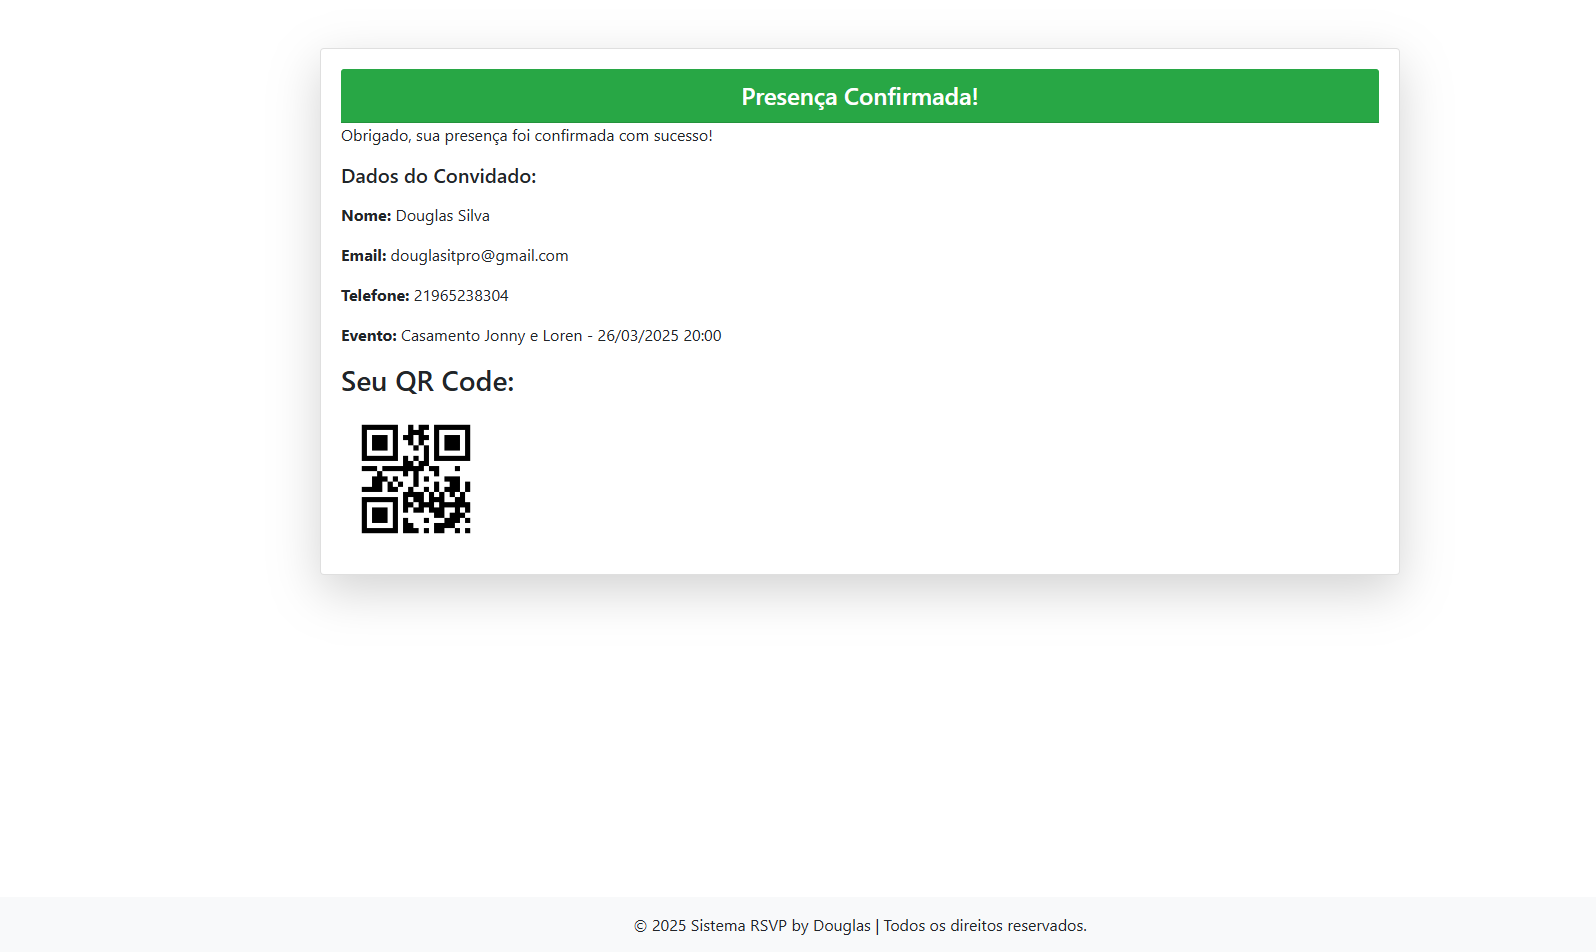 Presença Confirmada!
Obrigado, sua presença foi confirmada com sucesso!
Dados do Convidado:
Nome: Douglas Silva
Email: douglasitpro@gmail.com
Telefone: 21965238304
Evento: Casamento Jonny e Loren - 26/03/2025 20:00
Seu QR Code:
© 2025 Sistema RSVP by Douglas | Todos os direitos reservados.